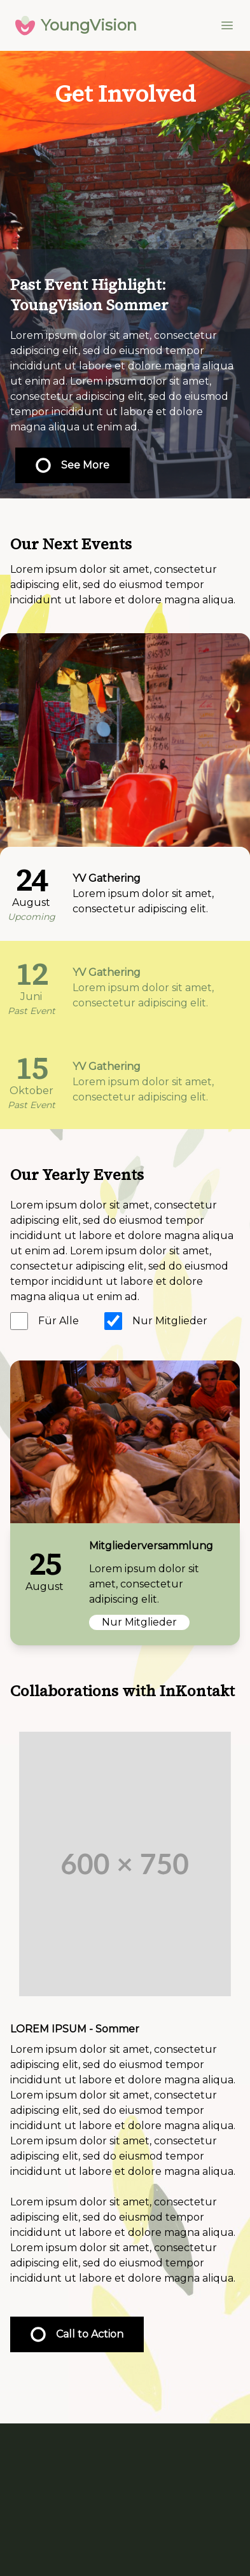 YoungVision
Get Involved
Past Event Highlight:
YoungVision Sommer
Lorem ipsum dolor sit amet, consectetur
adipiscing elit, sed do eiusmod tempor
incididunt ut labore et dolore magna aliqua
ut enim ad. Lorem ipsum dolor sit amet,
consectetur adipiscing elit, sed do eiusmod
tempor incididunt ut labore et dolore
magna aliqua ut enim ad.
See More
Our Next Events
Lorem ipsum dolor sit amet, consectetur
adipiscing elit, sed do eiusmod tempor
incididunt ut labore et dolore magna aliqua.
24
August
Upcoming
YV Gathering
Lorem ipsum dolor sit amet,
consectetur adipiscing elit.
12
Juni
Past Event
YV Gathering
Lorem ipsum dolor sit amet,
consectetur adipiscing elit.
15
Oktober
Past Event
YV Gathering
Lorem ipsum dolor sit amet,
consectetur adipiscing elit.
Our Yearly Events
Lorem ipsum dolor sit amet, consectetur
adipiscing elit, sed do eiusmod tempor
incididunt ut labore et dolore magna aliqua
ut enim ad. Lorem ipsum dolor sit amet,
consectetur adipiscing elit, sed do eiusmod
tempor incididunt ut labore et dolore
magna aliqua ut enim ad.
Für Alle Nur Mitglieder
25
August
Mitgliederversammlung
Lorem ipsum dolor sit
amet, consectetur
adipiscing elit.
Nur Mitglieder
Collaborations with InKontakt
600 × 750
LOREM IPSUM - Sommer
Lorem ipsum dolor sit amet, consectetur
adipiscing elit, sed do eiusmod tempor
incididunt ut labore et dolore magna aliqua.
Lorem ipsum dolor sit amet, consectetur
adipiscing elit, sed do eiusmod tempor
incididunt ut labore et dolore magna aliqua.
Lorem ipsum dolor sit amet, consectetur
adipiscing elit, sed do eiusmod tempor
incididunt ut labore et dolore magna aliqua.
Lorem ipsum dolor sit amet, consectetur
adipiscing elit, sed do eiusmod tempor
incididunt ut labore et dolore magna aliqua.
Lorem ipsum dolor sit amet, consectetur
adipiscing elit, sed do eiusmod tempor
incididunt ut labore et dolore magna aliqua.
Call to Action